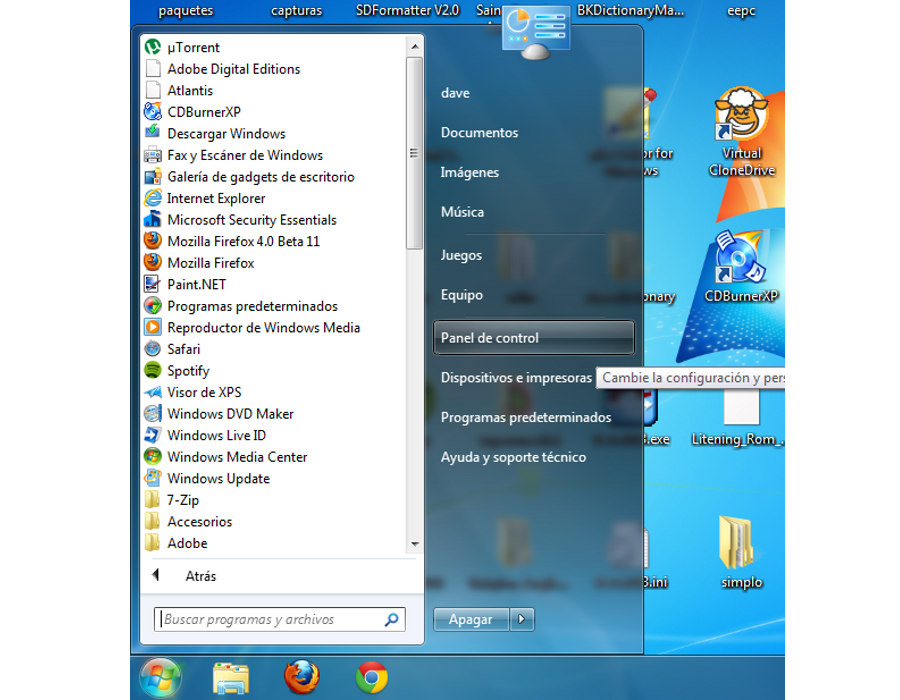 paquetes
capturas
SDFormatter V2.0
Sain
BKDictionaryMa...
eepc
µTorrent
Adobe Digital Editions
Atlantis
CDBurnerXP
Descargar Windows
Fax y Escáner de Windows
Galería de gadgets de escritorio
Internet Explorer
Microsoft Security Essentials
Mozilla Firefox 4.0 Beta 11
Mozilla Firefox
Paint.NET
Programas predeterminados
Reproductor de Windows Media
Safari
Spotify
Visor de XPS
Windows DVD Maker
Windows Live ID
Windows Media Center
Windows Update
7-Zip
Accesorios
Adobe
Atrás
Buscar programas y archivos
dave
Documentos
Imágenes
Música
Juegos
Equipo
Panel de control
Dispositivos e impresoras
Cambie la configuración y pers
Programas predeterminados
Ayuda y soporte técnico
Apagar
or for
ws
Virtual
CloneDrive
onary
CDBurnerXP
.exe
Litening_Rom_...
.ini
simplo